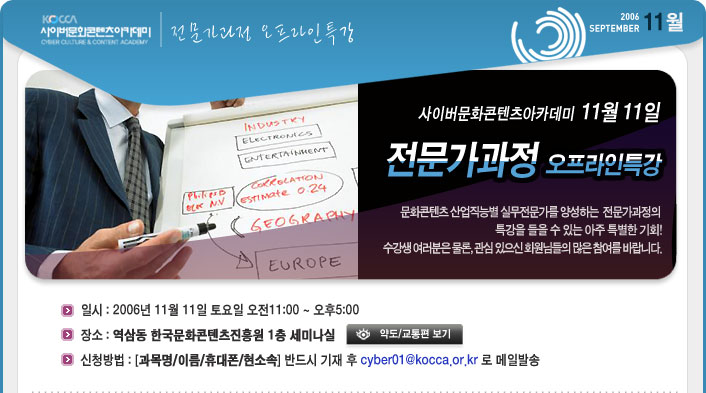 KOCCA
사이버문화콘텐츠아카데미
CYBER CULTURE & CONTENT ACADEMY
전문가과정 오프라인특강
2006
SEPTEMBER 11월
INDUSTRY
ELECTRONICS
ENTERTAINMENT
CORRELATION
ESTIMATE 0.24
GEOGRAPHY
EUROPE
사이버문화콘텐츠아카데미 11월 11일
전문가과정 오프라인특강
문화콘텐츠 산업직능별 실무전문가를 양성하는 전문가과정의
특강을 들을 수 있는 아주 특별한 기회!
수강생 여러분은 물론, 관심 있으신 회원님들의 많은 참여를 바랍니다.
일시 : 2006년 11월 11일 토요일 오전11:00 ~ 오후5:00
장소 : 역삼동 한국문화콘텐츠진흥원 1층 세미나실 약도/교통편 보기
신청방법 : [과목명/이름/휴대폰/현소속] 반드시 기재 후 cyber01@kocca.or.kr 로 메일발송